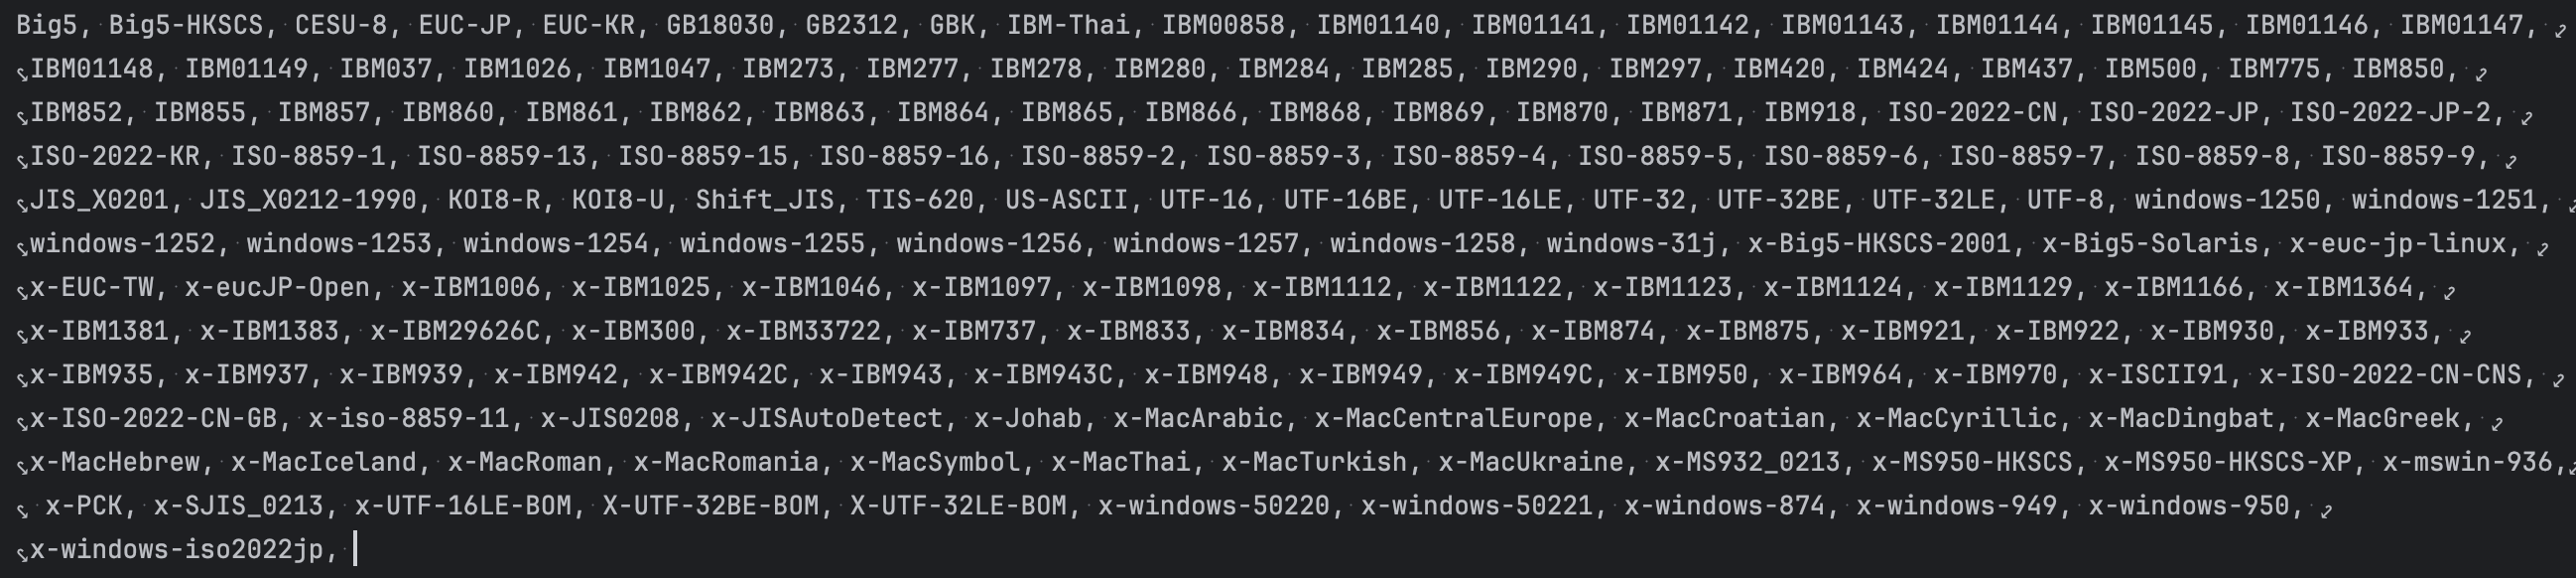 Big5, Big5-HKSCS, CESU-8, EUC-JP, EUC-KR, GB18030, GB2312, GBK, IBM-Thai, IBM00858, IBM01140, IBM01141, IBM01142, IBM01143, IBM01144, IBM01145, IBM01146, IBM01147,
IBM01148, IBM01149, IBM037, IBM1026, IBM1047, IBM273, IBM277, IBM278, IBM280, IBM284, IBM285, IBM290, IBM297, IBM420, IBM424, IBM437, IBM500, IBM775, IBM850,
IBM852, IBM855, IBM857, IBM860, IBM861, IBM862, IBM863, IBM864, IBM865, IBM866, IBM868, IBM869, IBM870, IBM871, IBM918, ISO-2022-CN, ISO-2022-JP, ISO-2022-JP-2,
ISO-2022-KR, ISO-8859-1, ISO-8859-13, ISO-8859-15, ISO-8859-16, ISO-8859-2, ISO-8859-3, ISO-8859-4, ISO-8859-5, ISO-8859-6, ISO-8859-7, ISO-8859-8, ISO-8859-9,
JIS_X0201, JIS_X0212-1990, KOI8-R, KOI8-U, Shift_JIS, TIS-620, US-ASCII, UTF-16, UTF-16BE, UTF-16LE, UTF-32, UTF-32BE, UTF-32LE, UTF-8, windows-1250, windows-1251,
windows-1252, windows-1253, windows-1254, windows-1255, windows-1256, windows-1257, windows-1258, windows-31j, x-Big5-HKSCS-2001, x-Big5-Solaris, x-euc-jp-linux,
x-EUC-TW, x-eucJP-Open, x-IBM1006, x-IBM1025, x-IBM1046, x-IBM1097, x-IBM1098, x-IBM1112, x-IBM1122, x-IBM1123, x-IBM1124, x-IBM1129, x-IBM1166, x-IBM1364,
x-IBM1381, x-IBM1383, x-IBM29626C, x-IBM300, x-IBM33722, x-IBM737, x-IBM833, x-IBM834, x-IBM856, x-IBM874, x-IBM875, x-IBM921, x-IBM922, x-IBM930, x-IBM933,
x-IBM935, x-IBM937, x-IBM939, x-IBM942, x-IBM942C, x-IBM943, x-IBM943C, x-IBM948, x-IBM949, x-IBM949C, x-IBM950, x-IBM964, x-IBM970, x-ISCII91, x-ISO-2022-CN-CNS,
x-ISO-2022-CN-GB, x-iso-8859-11, x-JIS0208, x-JISAutoDetect, x-Johab, x-MacArabic, x-MacCentralEurope, x-MacCroatian, x-MacCyrillic, x-MacDingbat, x-MacGreek,
x-MacHebrew, x-MacIceland, x-MacRoman, x-MacRomania, x-MacSymbol, x-MacThai, x-MacTurkish, x-MacUkraine, x-MS932_0213, x-MS950-HKSCS, x-MS950-HKSCS-XP, x-mswin-936,
x-PCK, x-SJIS_0213, x-UTF-16LE-BOM, X-UTF-32BE-BOM, X-UTF-32LE-BOM, x-windows-50220, x-windows-50221, x-windows-874, x-windows-949, x-windows-950,
x-windows-iso2022jp,